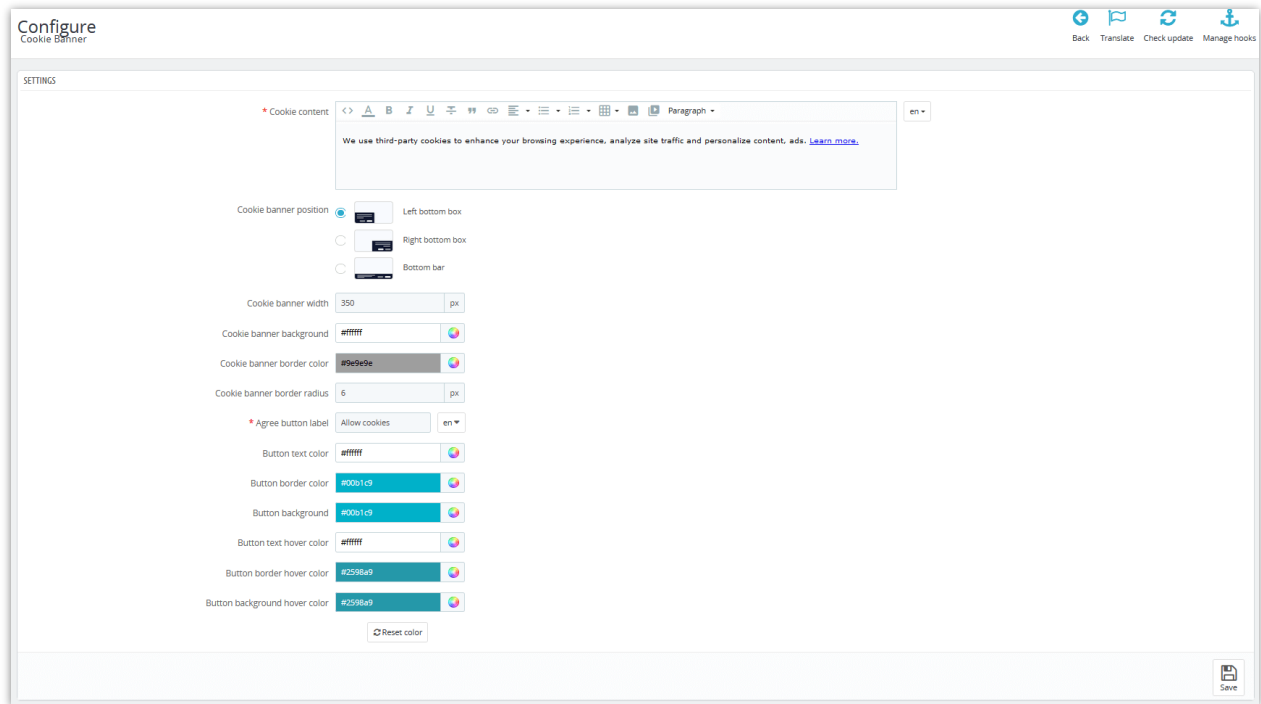 Configure
Cookie Banner
Back Translate Check update Manage hooks
SETTINGS
* Cookie content
Paragraph
en
We use third-party cookies to enhance your browsing experience, analyze site traffic and personalize content, ads. Learn more.
Cookie banner position
Left bottom box
Right bottom box
Bottom bar
Cookie banner width 350 px
Cookie banner background #ffffff
Cookie banner border color #9e9e9e
Cookie banner border radius 6 px
* Agree button label Allow cookies en
Button text color #ffffff
Button border color #00b1c9
Button background #00b1c9
Button text hover color #ffffff
Button border hover color #2598a9
Button background hover color #2598a9
Reset color
Save